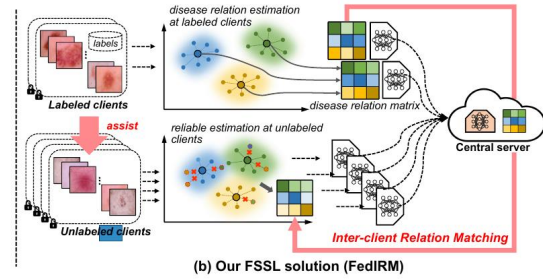 disease relation estimation
at labeled clients
labels
Labeled clients
disease relation matrix
assist
reliable estimation at unlabeled
clients
Central server
Unlabeled clients
Inter-client Relation Matching
(b) Our FSSL solution (FedIRM)